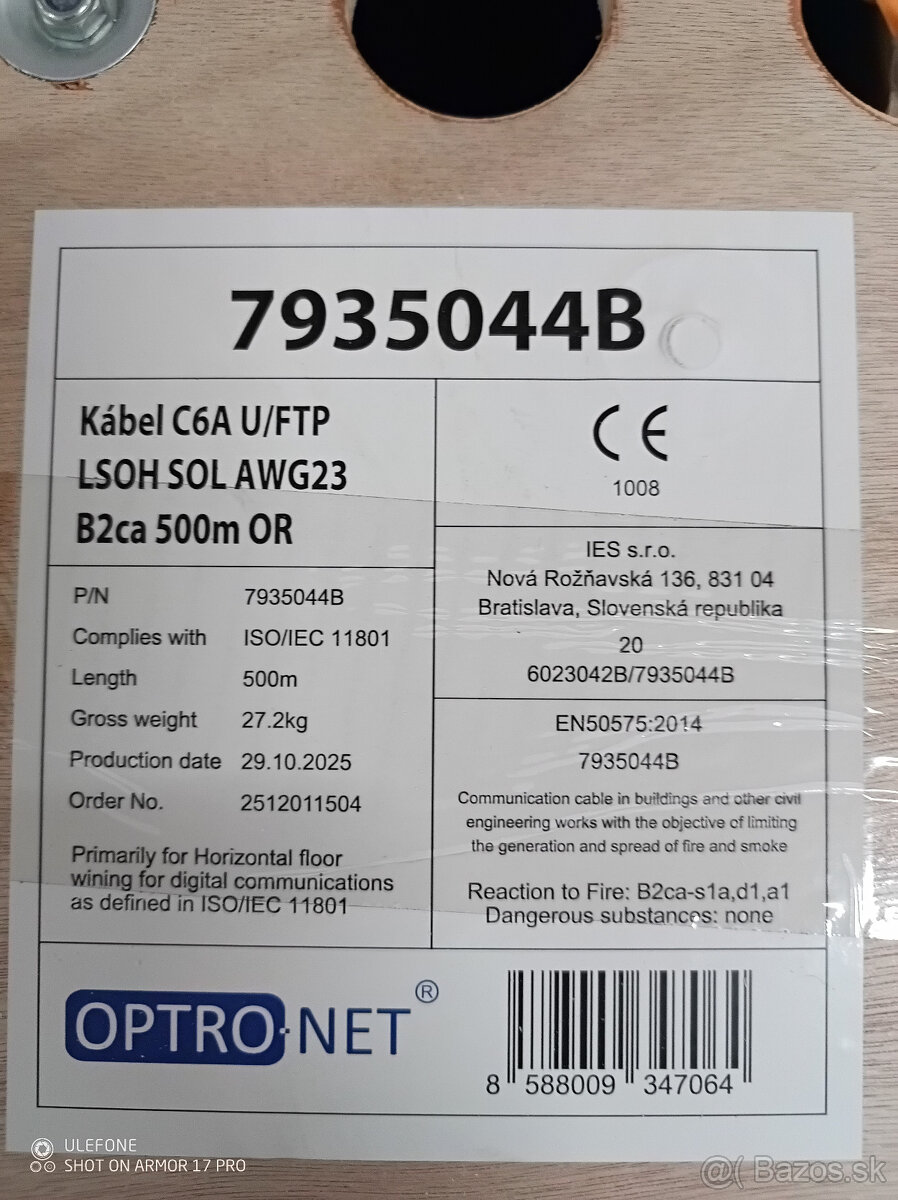 7935044B
Kábel C6A U/FTP
LSOH SOL AWG23
B2ca 500m OR
P/N 7935044B
Complies with ISO/IEC 11801
Length 500m
Gross weight 27.2kg
Production date 29.10.2025
Order No. 2512011504
Primarily for Horizontal floor
wining for digital communications
as defined in ISO/IEC 11801
CE
1008
IES s.r.o.
Nová Rožňavská 136, 831 04
Bratislava, Slovenská republika
20
6023042B/7935044B
EN50575:2014
7935044B
Communication cable in buildings and other civil
engineering works with the objective of limiting
the generation and spread of fire and smoke
Reaction to Fire: B2ca-s1a,d1,a1
Dangerous substances: none
OPTRO·NET®
8 588009 347064
ULEFONE
SHOT ON ARMOR 17 PRO
@( Bazos.sk